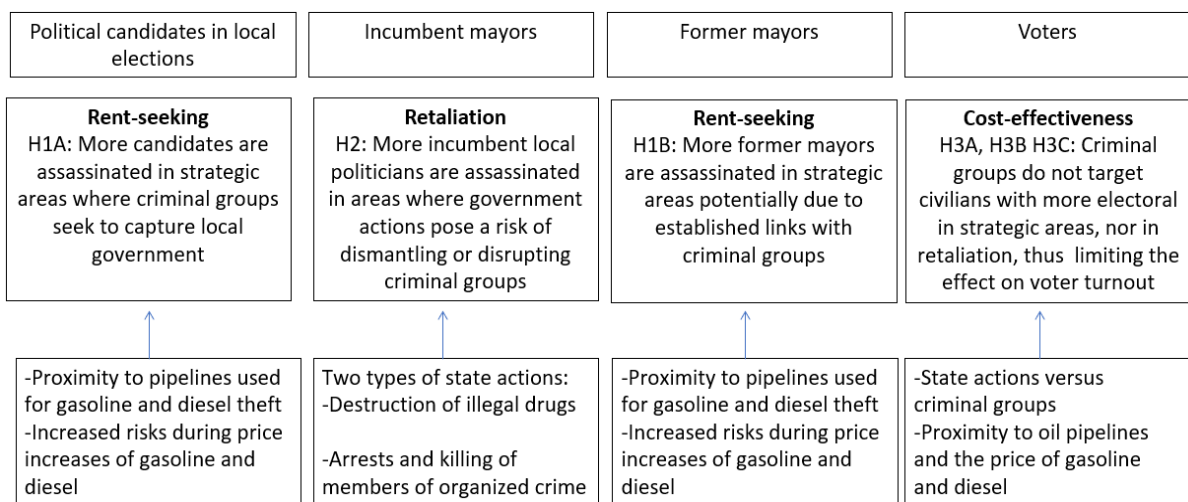 Political candidates in local
elections
Incumbent mayors
Former mayors
Voters
Rent-seeking
H1A: More candidates are
assassinated in strategic
areas where criminal groups
seek to capture local
government
Retaliation
H2: More incumbent local
politicians are assassinated
in areas where government
actions pose a risk of
dismantling or disrupting
criminal groups
Rent-seeking
H1B: More former mayors
are assassinated in strategic
areas potentially due to
established links with
criminal groups
Cost-effectiveness
H3A, H3B H3C: Criminal
groups do not target
civilians with more electoral
in strategic areas, nor in
retaliation, thus  limiting the
effect on voter turnout
-Proximity to pipelines used
for gasoline and diesel theft
-Increased risks during price
increases of gasoline and
diesel
Two types of state actions:
-Destruction of illegal drugs
-Arrests and killing of
members of organized crime
-Proximity to pipelines used
for gasoline and diesel theft
-Increased risks during price
increases of gasoline and
diesel
-State actions versus
criminal groups
-Proximity to oil pipelines
and the price of gasoline
and diesel